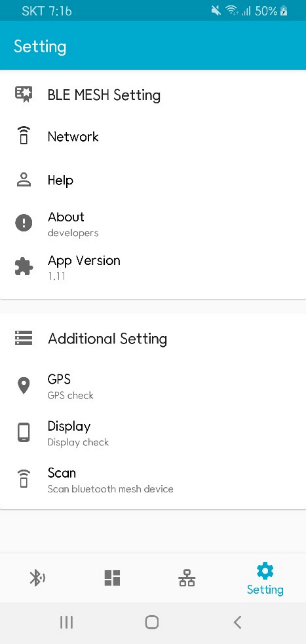 SKT 7:16 50%
Setting
BLE MESH Setting
Network
Help
About
developers
App Version
1.11
Additional Setting
GPS
GPS check
Display
Display check
Scan
Scan bluetooth mesh device
Setting